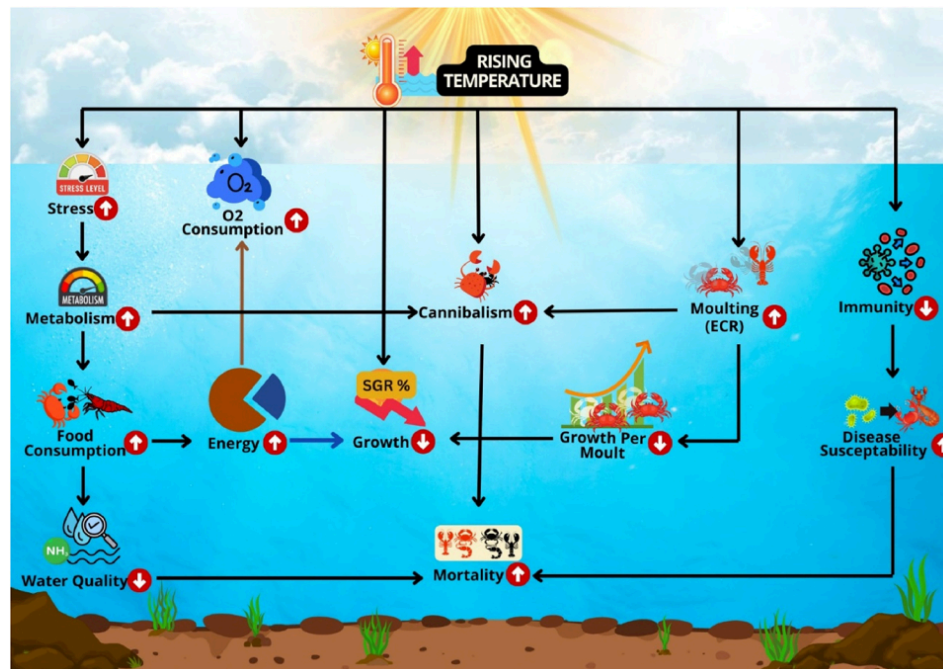 RISING
TEMPERATURE
STRESS LEVEL
Stress
O2
O2
Consumption
METABOLISM
Metabolism
Cannibalism
Moulting
(ECR)
Immunity
SGR %
Food
Consumption
Energy
Growth
Growth Per
Moult
Disease
Susceptability
NH,
Water Quality
Mortality